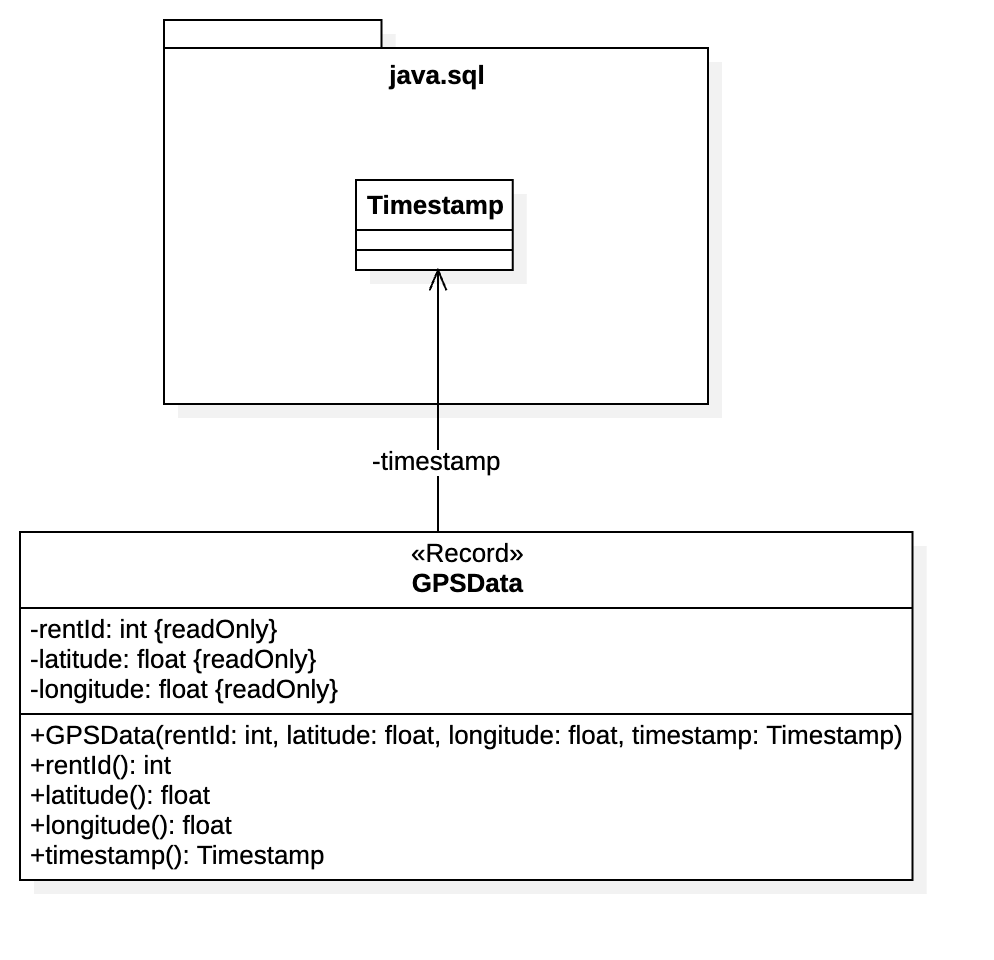 java.sql
Timestamp
-timestamp
«Record»
GPSData
-rentId: int {readOnly}
-latitude: float {readOnly}
-longitude: float {readOnly}
+GPSData(rentId: int, latitude: float, longitude: float, timestamp: Timestamp)
+rentId(): int
+latitude(): float
+longitude(): float
+timestamp(): Timestamp